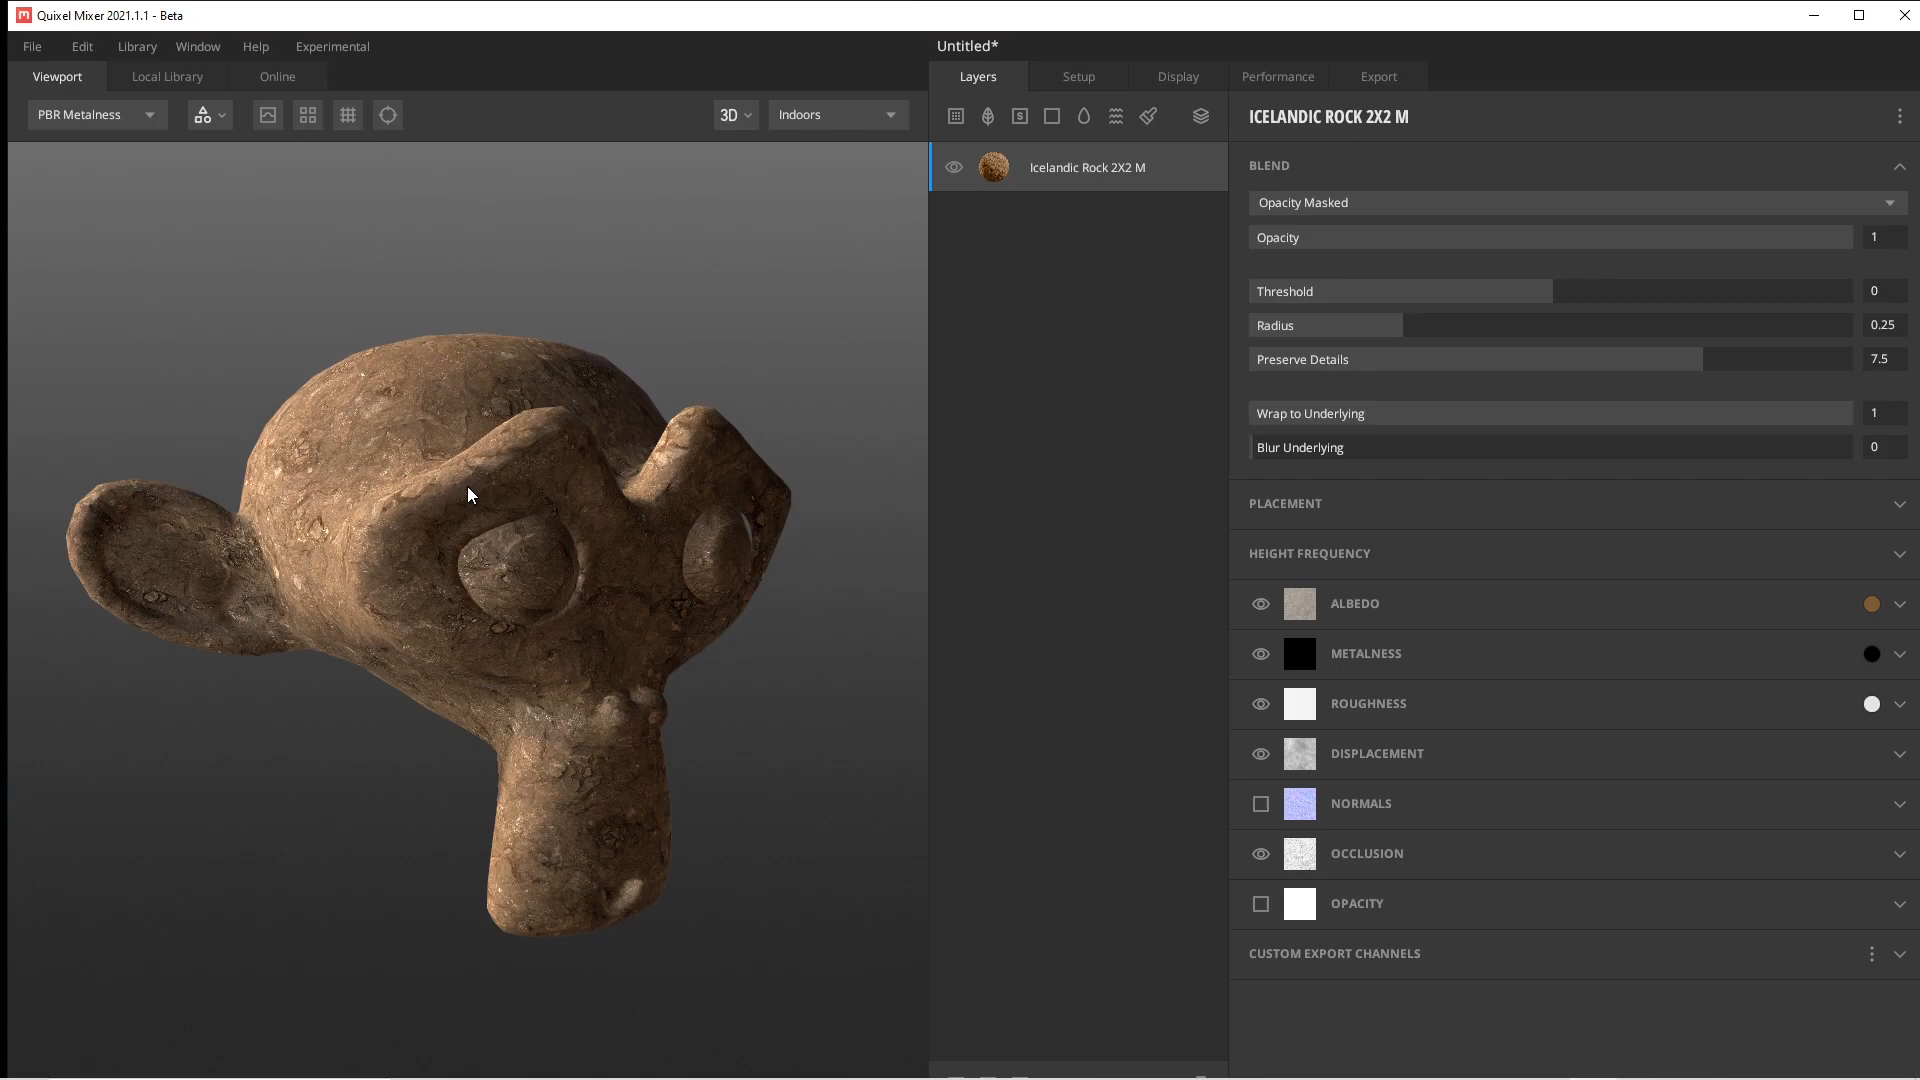 Quixel Mixer 2021.1.1 - Beta
File Edit Library Window Help Experimental
Untitled*
Viewport Local Library Online
Layers Setup Display Performance Export
PBR Metalness
3D
Indoors
S
ICELANDIC ROCK 2X2 M
Icelandic Rock 2X2 M
BLEND
Opacity Masked
Opacity 1
Threshold 0
Radius 0.25
Preserve Details 7.5
Wrap to Underlying 1
Blur Underlying 0
PLACEMENT
HEIGHT FREQUENCY
ALBEDO
METALNESS
ROUGHNESS
DISPLACEMENT
NORMALS
OCCLUSION
OPACITY
CUSTOM EXPORT CHANNELS